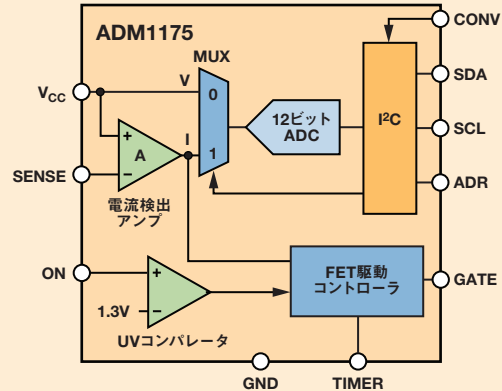 ADM1175
CONV
MUX
V
VCC
0
12ビット
ADC
I²C
SDA
SCL
ADR
A
+
−
I
1
SENSE
電流検出
アンプ
ON
+
1.3V
−
UVコンパレータ
FET駆動
コントローラ
GATE
GND
TIMER